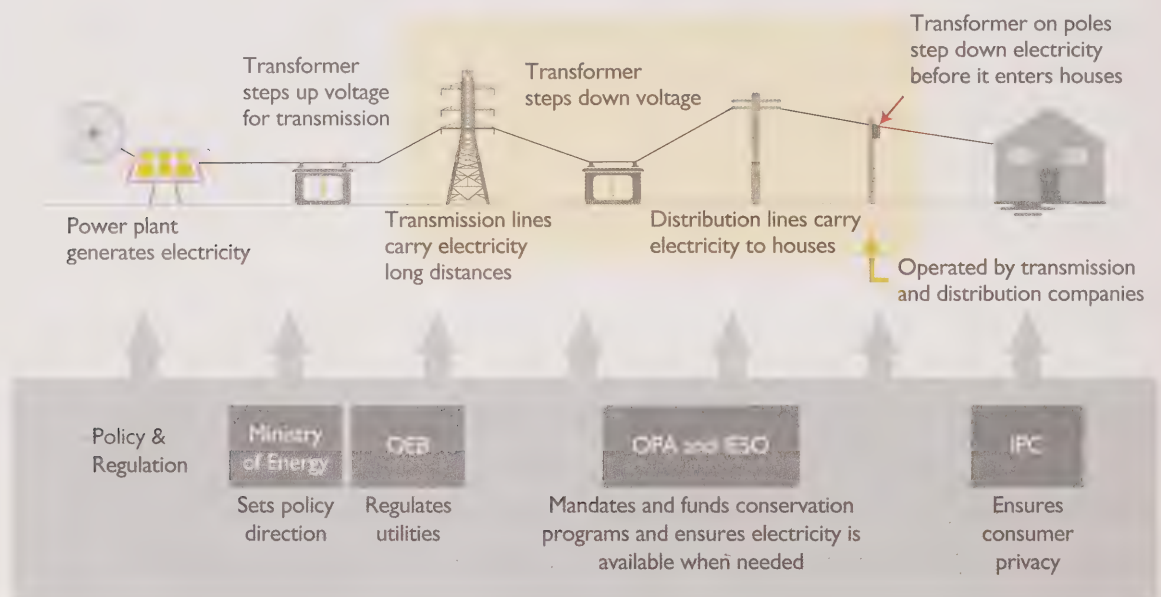 Transformer on poles
step down electricity
before it enters houses
Transformer
steps up voltage
for transmission
Transformer
steps down voltage
Power plant
generates electricity
Transmission lines
carry electricity
long distances
Distribution lines carry
electricity to houses
Operated by transmission
and distribution companies
Policy &
Regulation
Ministry
of Energy
OEB
OPA and IESO
IPC
Sets policy
direction
Regulates
utilities
Mandates and funds conservation
programs and ensures electricity is
available when needed
Ensures
consumer
privacy